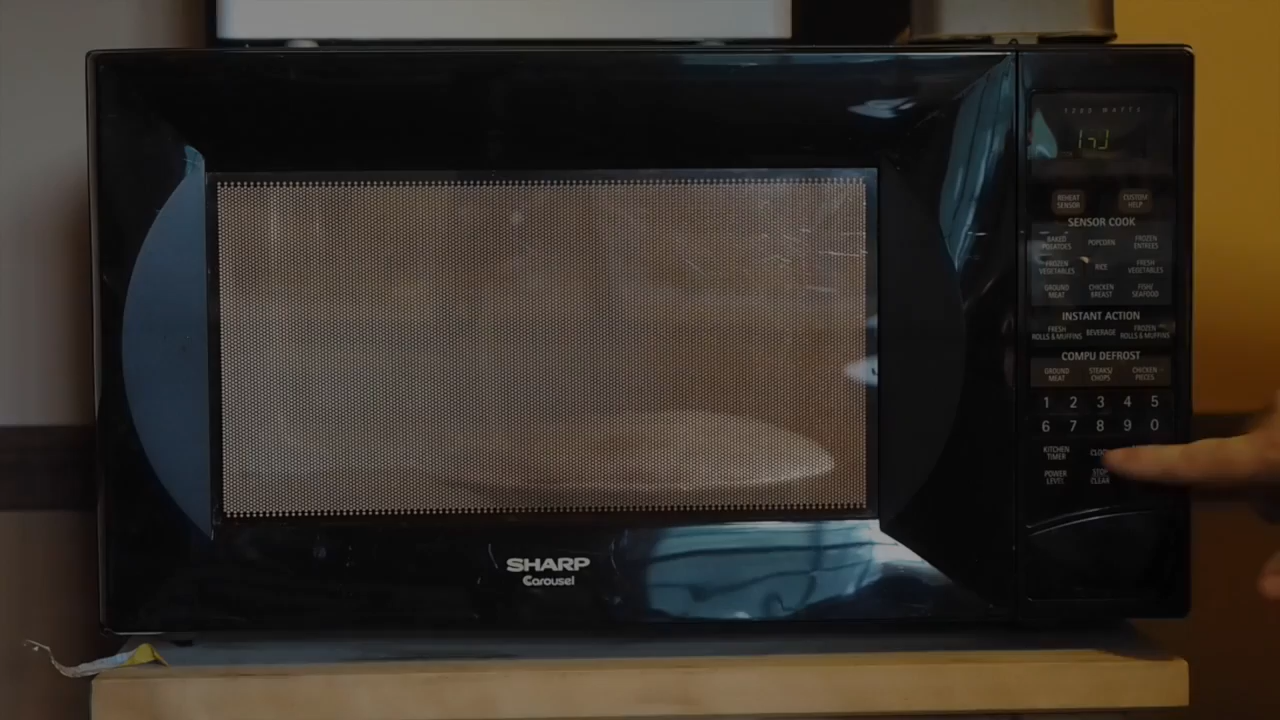 1200 WATTS
REHEAT SENSOR
CUSTOM HELP
SENSOR COOK
BAKED POTATOES
POPCORN
FROZEN ENTREES
FROZEN VEGETABLES
RICE
FRESH VEGETABLES
GROUND MEAT
CHICKEN BREAST
FISH/ SEAFOOD
INSTANT ACTION
FRESH ROLLS & MUFFINS
BEVERAGE
FROZEN ROLLS & MUFFINS
COMPU DEFROST
GROUND MEAT
STEAKS/ CHOPS
CHICKEN PIECES
1 2 3 4 5
6 7 8 9 0
KITCHEN TIMER
POWER LEVEL
STOP CLEAR
SHARP
Carousel